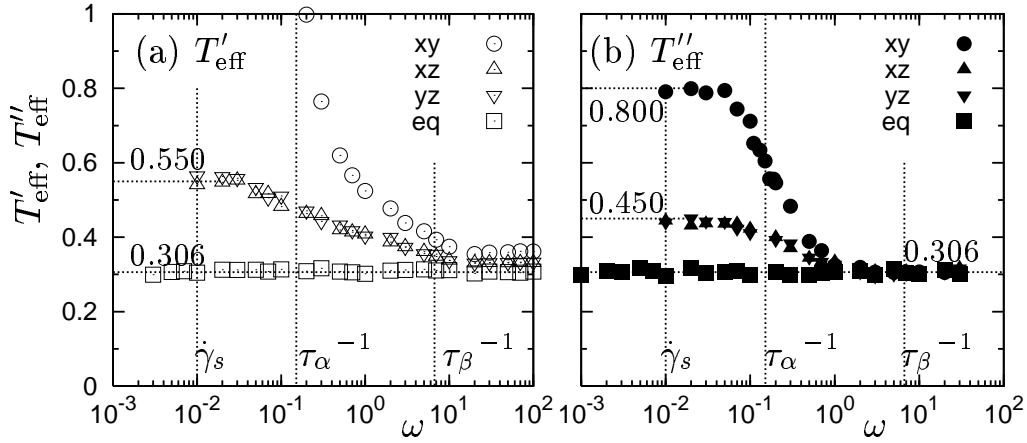 T′eff, T″eff
1
0.8
0.6
0.4
0.2
0
(a) T′eff
xy
xz
yz
eq
0.550
0.306
γ̇s
τα⁻¹
τβ⁻¹
10⁻³ 10⁻² 10⁻¹ 10⁰ 10¹ 10²
ω
(b) T″eff
xy
xz
yz
eq
0.800
0.450
0.306
γ̇s
τα⁻¹
τβ⁻¹
10⁻³ 10⁻² 10⁻¹ 10⁰ 10¹ 10²
ω